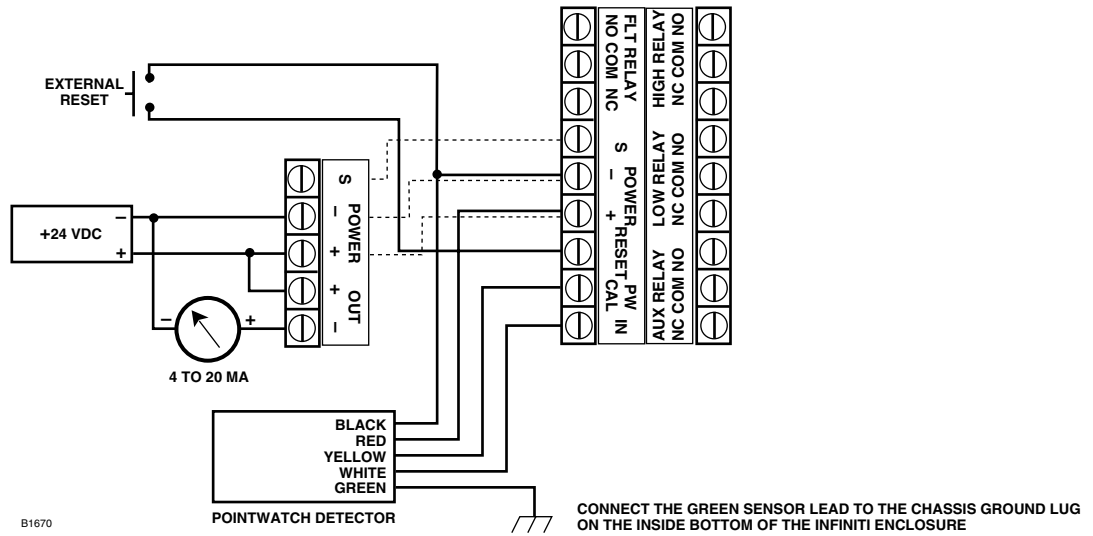 EXTERNAL
RESET
+24 VDC
−
+
−
+
4 TO 20 MA
S
− POWER +
+ OUT −
FLT RELAY
NO COM NC
S
− POWER +
RESET
PW
CAL IN
HIGH RELAY
NC COM NO
LOW RELAY
NC COM NO
AUX RELAY
NC COM NO
BLACK
RED
YELLOW
WHITE
GREEN
POINTWATCH DETECTOR
CONNECT THE GREEN SENSOR LEAD TO THE CHASSIS GROUND LUG
ON THE INSIDE BOTTOM OF THE INFINITI ENCLOSURE
B1670